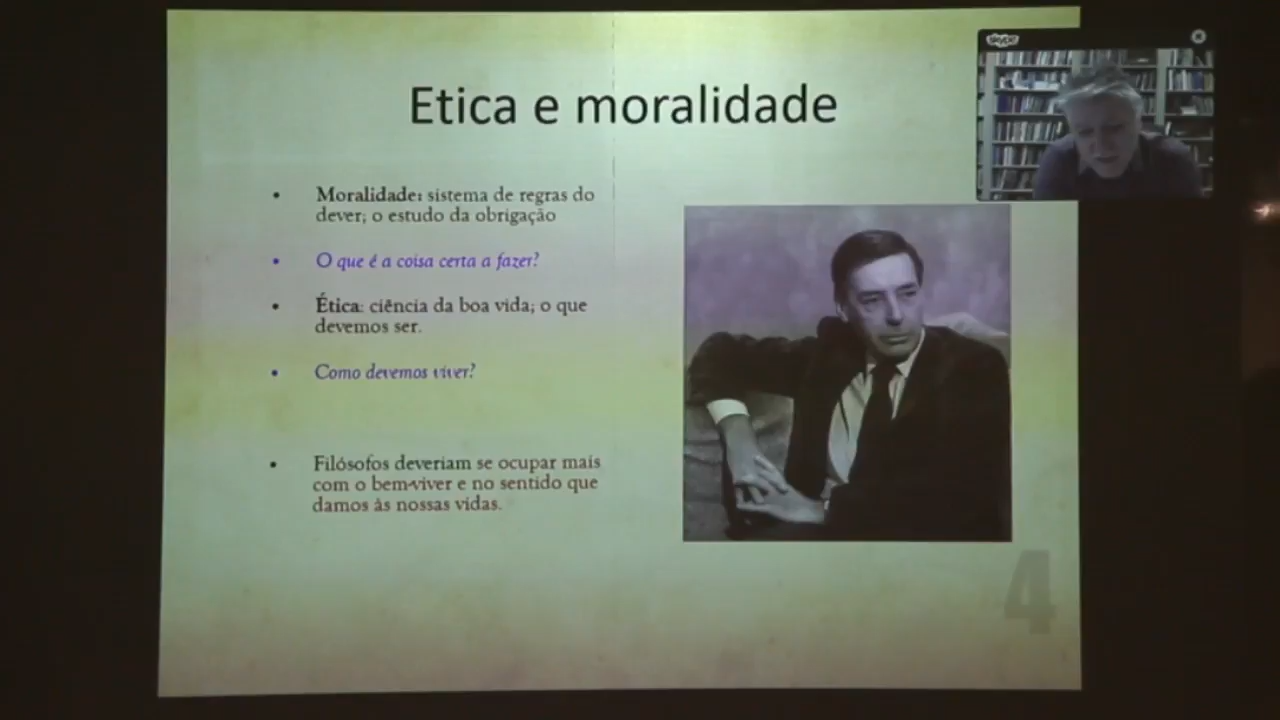 skype
Etica e moralidade
• Moralidade: sistema de regras do
dever; o estudo da obrigação
• O que é a coisa certa a fazer?
• Ética: ciência da boa vida; o que
devemos ser.
• Como devemos viver?
• Filósofos deveriam se ocupar mais
com o bem-viver e no sentido que
damos às nossas vidas.
4